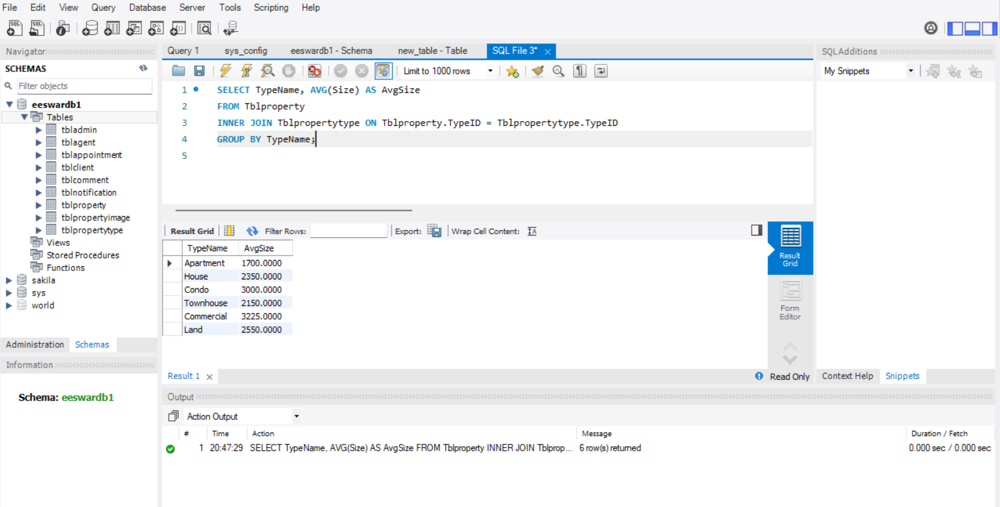 File Edit View Query Database Server Tools Scripting Help
SQL SQL
Navigator
SCHEMAS
Filter objects
eeswardb1
Tables
tbladmin
tblagent
tblappointment
tblclient
tblcomment
tblnotification
tblproperty
tblpropertyimage
tblpropertytype
Views
Stored Procedures
Functions
sakila
sys
world
Administration Schemas
Information
Schema: eeswardb1
Query 1 sys_config eeswardb1 - Schema new_table - Table SQL File 3*
Limit to 1000 rows
1 SELECT TypeName, AVG(Size) AS AvgSize
2 FROM Tblproperty
3 INNER JOIN Tblpropertytype ON Tblproperty.TypeID = Tblpropertytype.TypeID
4 GROUP BY TypeName;
5
Result Grid Filter Rows: Export: Wrap Cell Content: IA
TypeName AvgSize
Apartment 1700.0000
House 2350.0000
Condo 3000.0000
Townhouse 2150.0000
Commercial 3225.0000
Land 2550.0000
Result
Grid
Form
Editor
Result 1 Read Only
SQLAdditions
My Snippets
Context Help Snippets
Output
Action Output
# Time Action Message Duration / Fetch
1 20:47:29 SELECT TypeName, AVG(Size) AS AvgSize FROM Tblproperty INNER JOIN Tblprop... 6 row(s) returned 0.000 sec / 0.000 sec